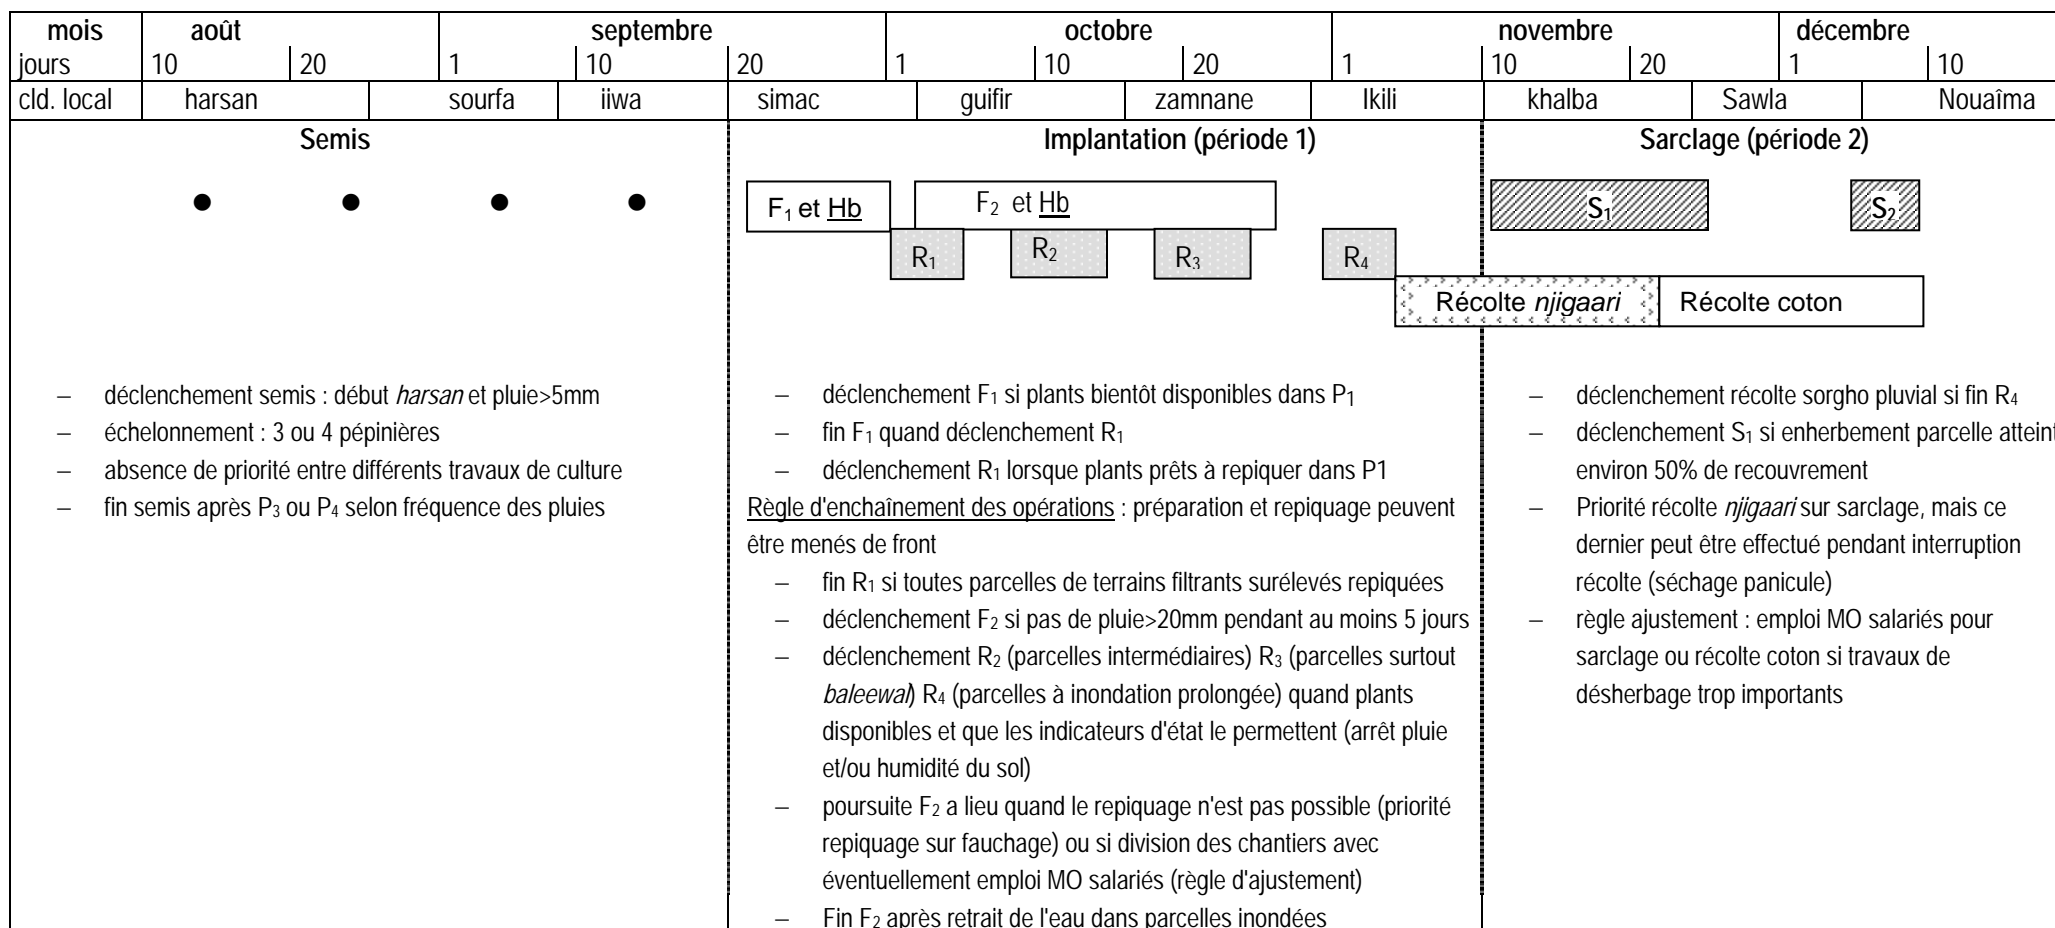 mois août septembre octobre novembre décembre
jours 10 20 1 10 20 1 10 20 1 10 20 1 10
cld. local harsan sourfa iiwa simac guifir zamnane Ikili khalba Sawla Nouaîma
Semis Implantation (période 1) Sarclage (période 2)
F1 et Hb F2 et Hb S1 S2
R1 R2 R3 R4
Récolte njigaari Récolte coton
– déclenchement semis : début harsan et pluie>5mm
– échelonnement : 3 ou 4 pépinières
– absence de priorité entre différents travaux de culture
– fin semis après P3 ou P4 selon fréquence des pluies
– déclenchement F1 si plants bientôt disponibles dans P1
– fin F1 quand déclenchement R1
– déclenchement R1 lorsque plants prêts à repiquer dans P1
Règle d'enchaînement des opérations : préparation et repiquage peuvent
être menés de front
– fin R1 si toutes parcelles de terrains filtrants surélevés repiquées
– déclenchement F2 si pas de pluie>20mm pendant au moins 5 jours
– déclenchement R2 (parcelles intermédiaires) R3 (parcelles surtout
baleewal) R4 (parcelles à inondation prolongée) quand plants
disponibles et que les indicateurs d'état le permettent (arrêt pluie
et/ou humidité du sol)
– poursuite F2 a lieu quand le repiquage n'est pas possible (priorité
repiquage sur fauchage) ou si division des chantiers avec
éventuellement emploi MO salariés (règle d'ajustement)
– Fin F2 après retrait de l'eau dans parcelles inondées
– déclenchement récolte sorgho pluvial si fin R4
– déclenchement S1 si enherbement parcelle atteint
environ 50% de recouvrement
– Priorité récolte njigaari sur sarclage, mais ce
dernier peut être effectué pendant interruption
récolte (séchage panicule)
– règle ajustement : emploi MO salariés pour
sarclage ou récolte coton si travaux de
désherbage trop importants